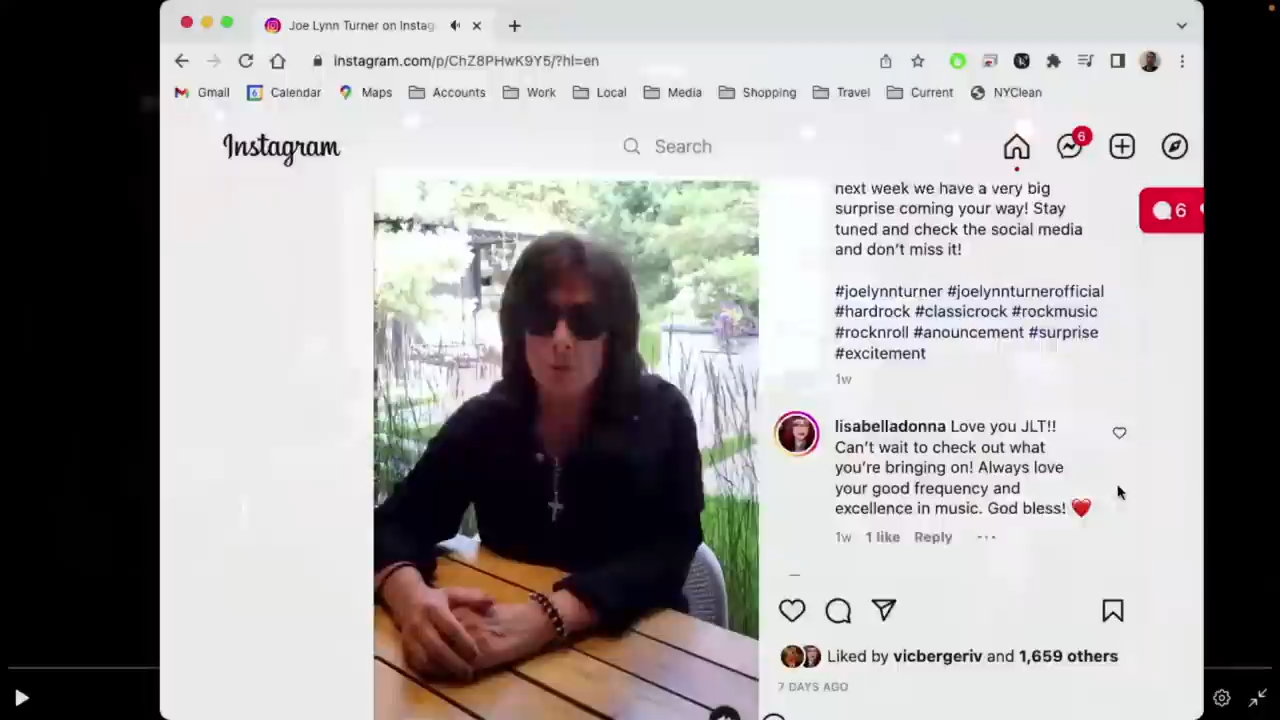 Joe Lynn Turner on Instag
instagram.com/p/ChZ8PHwK9Y5/?hl=en
Gmail Calendar Maps Accounts Work Local Media Shopping Travel Current NYClean
Instagram
Search
6
next week we have a very big
surprise coming your way! Stay
tuned and check the social media
and don’t miss it!
6
#joelynnturner #joelynnturnerofficial
#hardrock #classicrock #rockmusic
#rocknroll #anouncement #surprise
#excitement
1w
lisabelladonna Love you JLT!!
Can’t wait to check out what
you’re bringing on! Always love
your good frequency and
excellence in music. God bless! ❤️
1w 1 like Reply ···
Liked by vicbergeriv and 1,659 others
7 DAYS AGO